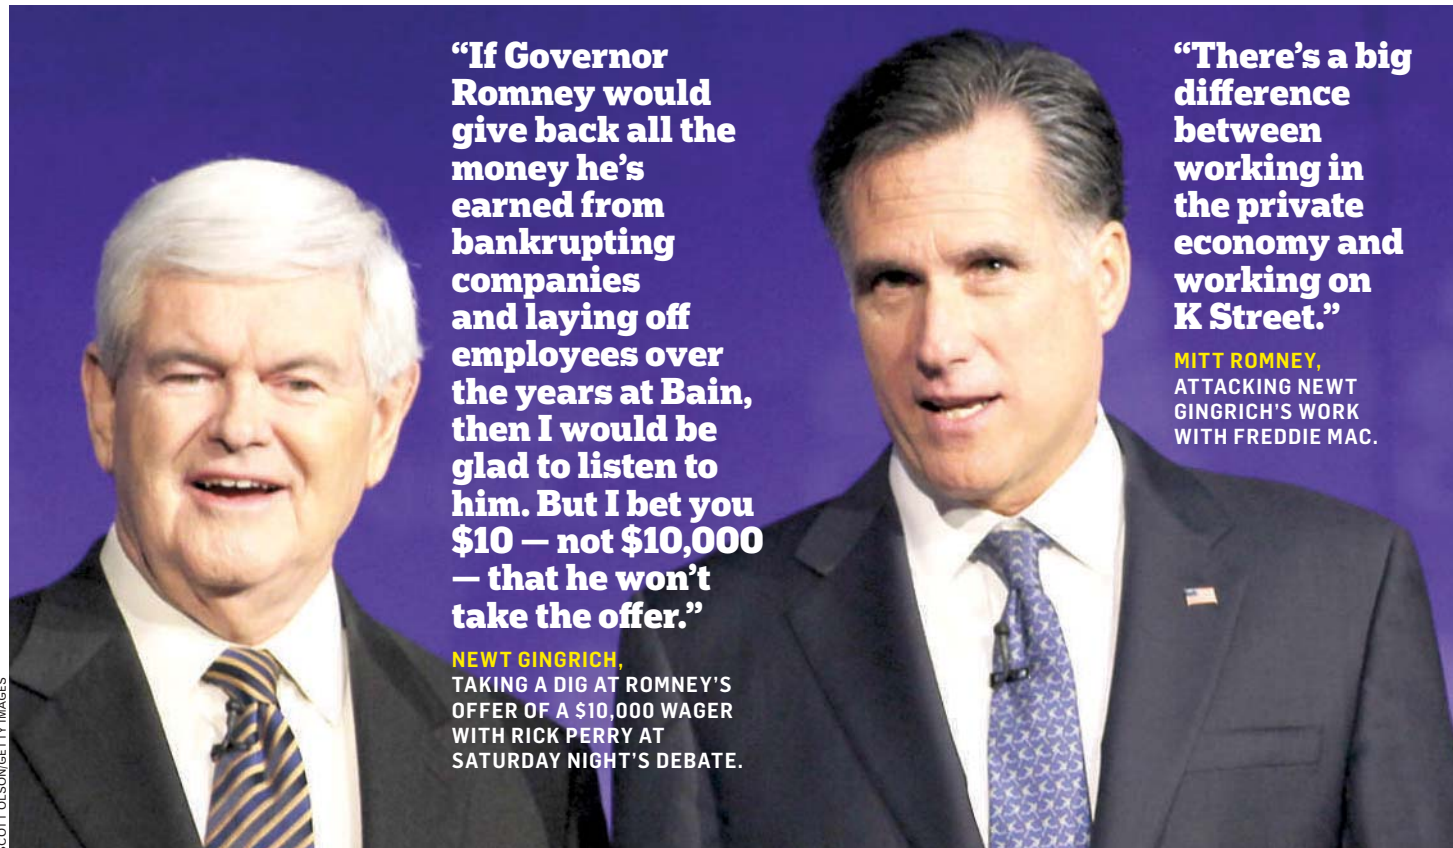 “If Governor
Romney would
give back all the
money he’s
earned from
bankrupting
companies
and laying off
employees over
the years at Bain,
then I would be
glad to listen to
him. But I bet you
$10 — not $10,000
— that he won’t
take the offer.”
NEWT GINGRICH,
TAKING A DIG AT ROMNEY’S
OFFER OF A $10,000 WAGER
WITH RICK PERRY AT
SATURDAY NIGHT’S DEBATE.
“There’s a big
difference
between
working in
the private
economy and
working on
K Street.”
MITT ROMNEY,
ATTACKING NEWT
GINGRICH’S WORK
WITH FREDDIE MAC.
SCOTT OLSON/GETTY IMAGES